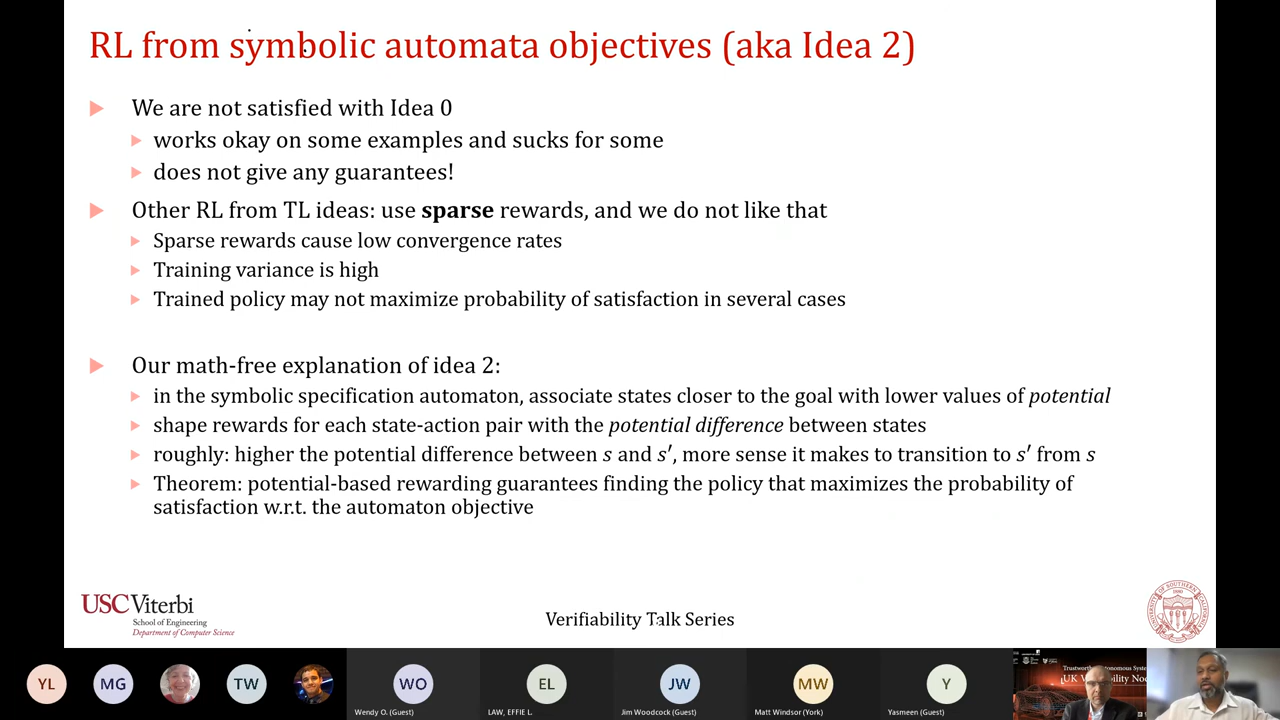 RL from symbolic automata objectives (aka Idea 2)
We are not satisfied with Idea 0
works okay on some examples and sucks for some
does not give any guarantees!
Other RL from TL ideas: use sparse rewards, and we do not like that
Sparse rewards cause low convergence rates
Training variance is high
Trained policy may not maximize probability of satisfaction in several cases
Our math-free explanation of idea 2:
in the symbolic specification automaton, associate states closer to the goal with lower values of potential
shape rewards for each state-action pair with the potential difference between states
roughly: higher the potential difference between s and s′, more sense it makes to transition to s′ from s
Theorem: potential-based rewarding guarantees finding the policy that maximizes the probability of
satisfaction w.r.t. the automaton objective
USC Viterbi
School of Engineering
Department of Computer Science
Verifiability Talk Series
YL
MG
TW
WO
EL
JW
MW
Y
Wendy O. (Guest)
LAW, EFFIE L.
Jim Woodcock (Guest)
Matt Windsor (York)
Yasmeen (Guest)